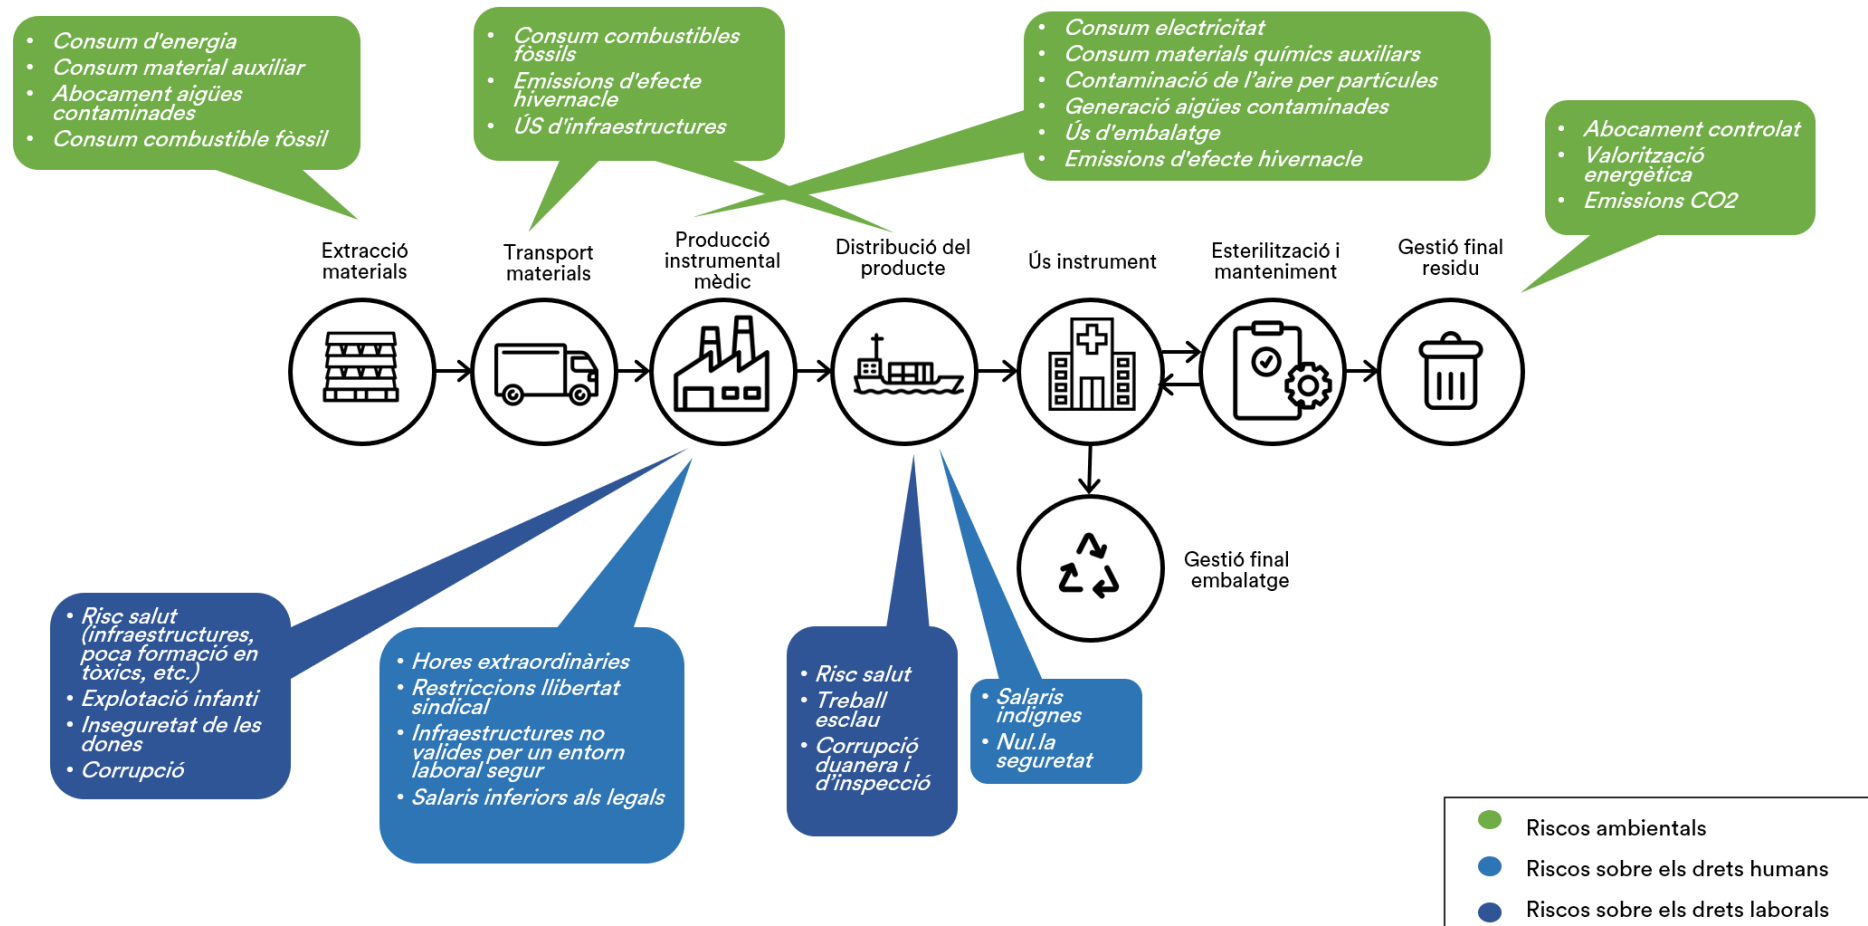 • Consum d'energia
• Consum material auxiliar
• Abocament aigües
contaminades
• Consum combustible fòssil
• Consum combustibles
fòssils
• Emissions d'efecte
hivernacle
• ÚS d'infraestructures
• Consum electricitat
• Consum materials químics auxiliars
• Contaminació de l’aire per partícules
• Generació aigües contaminades
• Ús d'embalatge
• Emissions d'efecte hivernacle
• Abocament controlat
• Valorització
energètica
• Emissions CO2
Extracció
materials
Transport
materials
Producció
instrumental
mèdic
Distribució del
producte
Ús instrument
Esterilització i
manteniment
Gestió final
residu
Gestió final
embalatge
• Risc salut
(infraestructures,
poca formació en
tòxics, etc.)
• Explotació infanti
• Inseguretat de les
dones
• Corrupció
• Hores extraordinàries
• Restriccions llibertat
sindical
• Infraestructures no
valides per un entorn
laboral segur
• Salaris inferiors als legals
• Risc salut
• Treball
esclau
• Corrupció
duanera i
d’inspecció
• Salaris
indignes
• Nul.la
seguretat
Riscos ambientals
Riscos sobre els drets humans
Riscos sobre els drets laborals